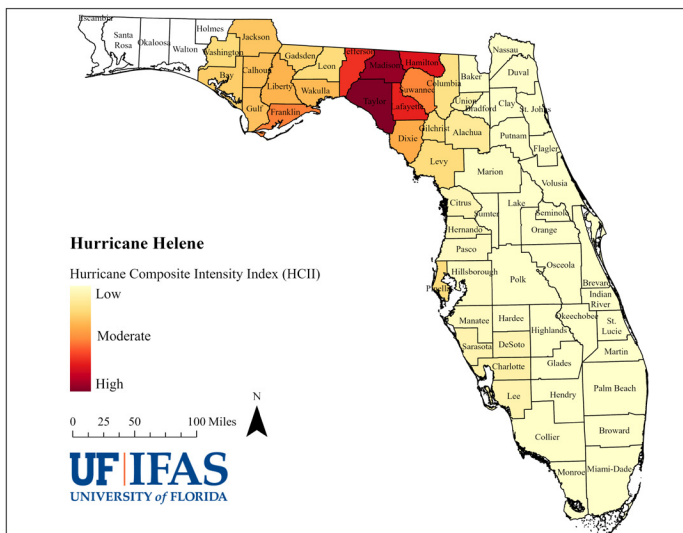 Escambia
Santa
Rosa
Okaloosa
Walton
Holmes
Jackson
Washington
Bay
Calhoun
Gulf
Liberty
Gadsden
Leon
Wakulla
Franklin
Jefferson
Madison
Taylor
Hamilton
Suwannee
Lafayette
Dixie
Columbia
Gilchrist
Levy
Baker
Union
Bradford
Alachua
Nassau
Duval
Clay
St. Johns
Putnam
Flagler
Marion
Volusia
Citrus
Sumter
Lake
Seminole
Hernando
Orange
Pasco
Hillsborough
Pinellas
Polk
Osceola
Brevard
Indian
River
Manatee
Hardee
Highlands
Okeechobee
St.
Lucie
Sarasota
DeSoto
Martin
Charlotte
Glades
Lee
Hendry
Palm Beach
Collier
Broward
Monroe
Miami-Dade
Hurricane Helene
Hurricane Composite Intensity Index (HCII)
Low
Moderate
High
N
0 25 50 100 Miles
UF IFAS
UNIVERSITY of FLORIDA